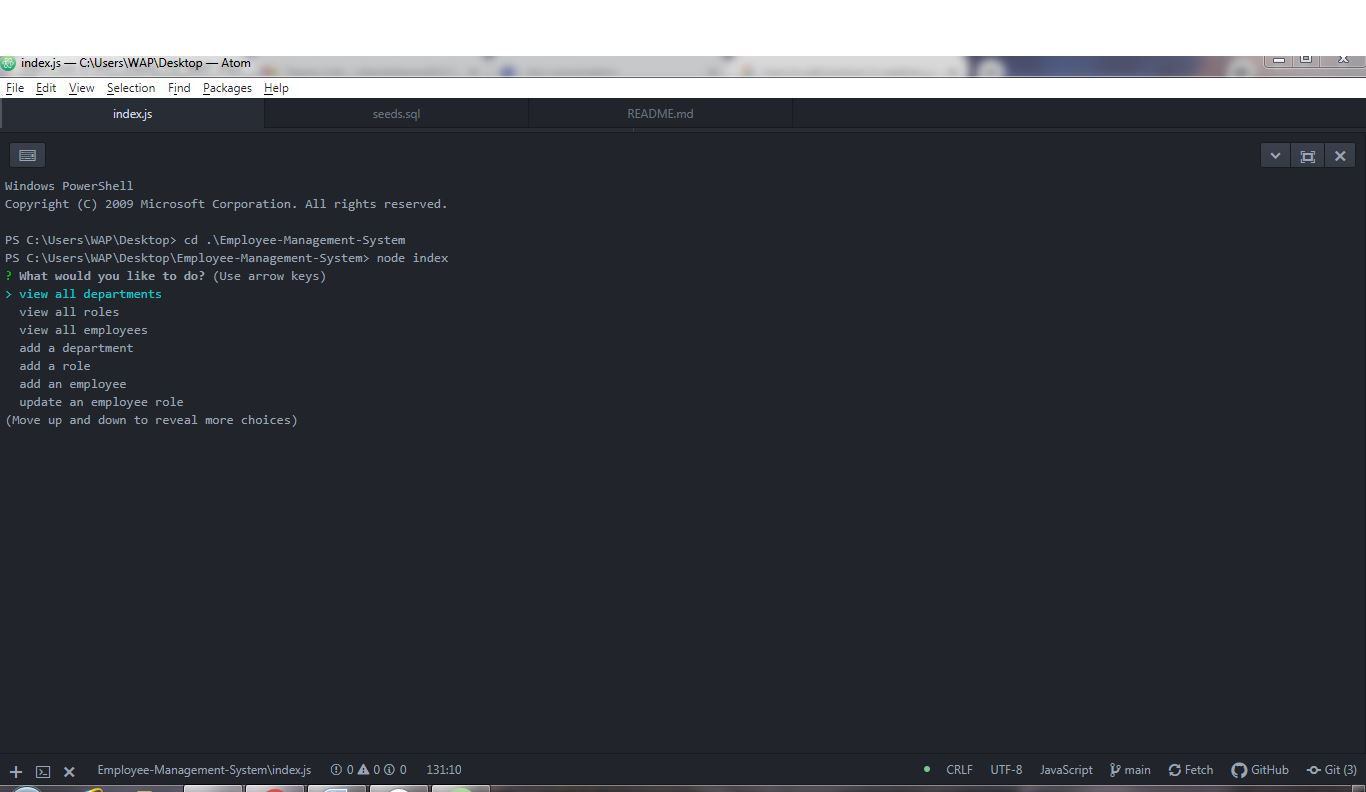 index.js — C:\Users\WAP\Desktop — Atom
File Edit View Selection Find Packages Help
index.js seeds.sql README.md
Windows PowerShell
Copyright (C) 2009 Microsoft Corporation. All rights reserved.
PS C:\Users\WAP\Desktop> cd .\Employee-Management-System
PS C:\Users\WAP\Desktop\Employee-Management-System> node index
? What would you like to do? (Use arrow keys)
> view all departments
view all roles
view all employees
add a department
add a role
add an employee
update an employee role
(Move up and down to reveal more choices)
Employee-Management-System\index.js 0 0 0 131:10 CRLF UTF-8 JavaScript main Fetch GitHub Git (3)